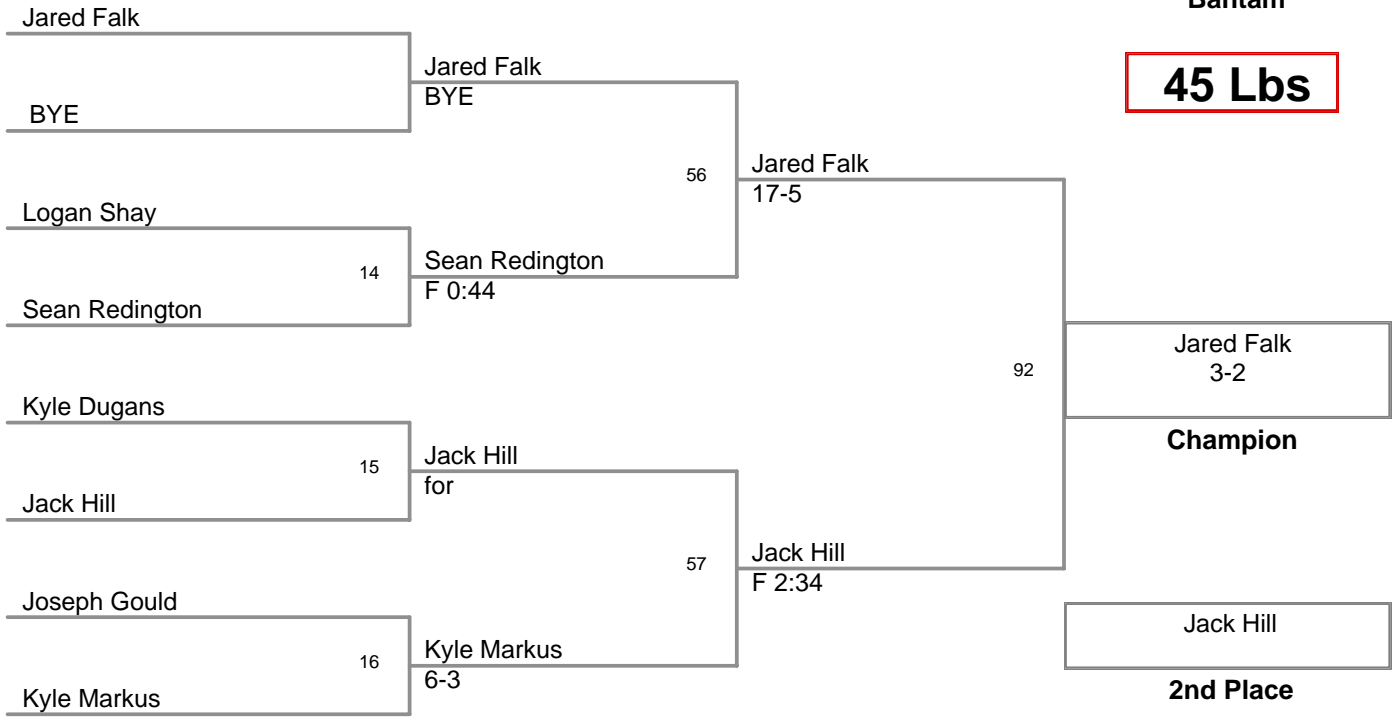 Bantam
45 Lbs
Jared Falk
BYE
Logan Shay
14
Sean Redington
Kyle Dugans
15
Jack Hill
Joseph Gould
16
Kyle Markus
Jared Falk
BYE
56
Sean Redington
F 0:44
Jack Hill
for
57
Kyle Markus
6-3
Jared Falk
17-5
92
Jack Hill
F 2:34
Jared Falk
3-2
Champion
Jack Hill
2nd Place